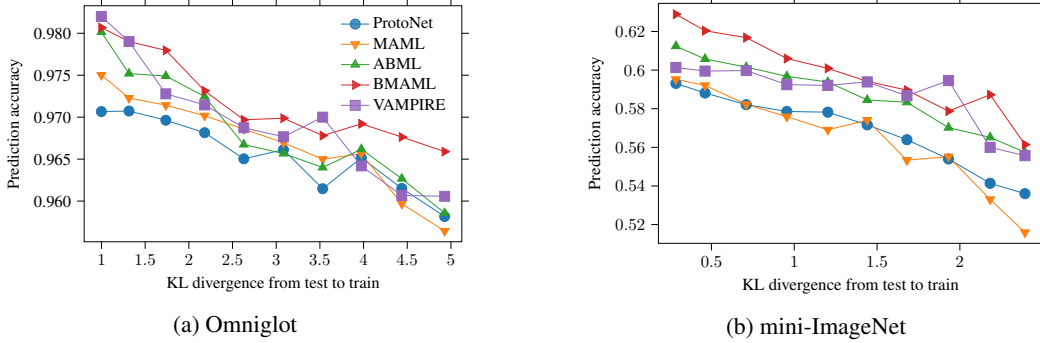 0.980
0.975
0.970
0.965
0.960
Prediction accuracy
ProtoNet
MAML
ABML
BMAML
VAMPIRE
1 1.5 2 2.5 3 3.5 4 4.5 5
KL divergence from test to train
(a) Omniglot
0.62
0.6
0.58
0.56
0.54
0.52
Prediction accuracy
0.5 1 1.5 2
KL divergence from test to train
(b) mini-ImageNet